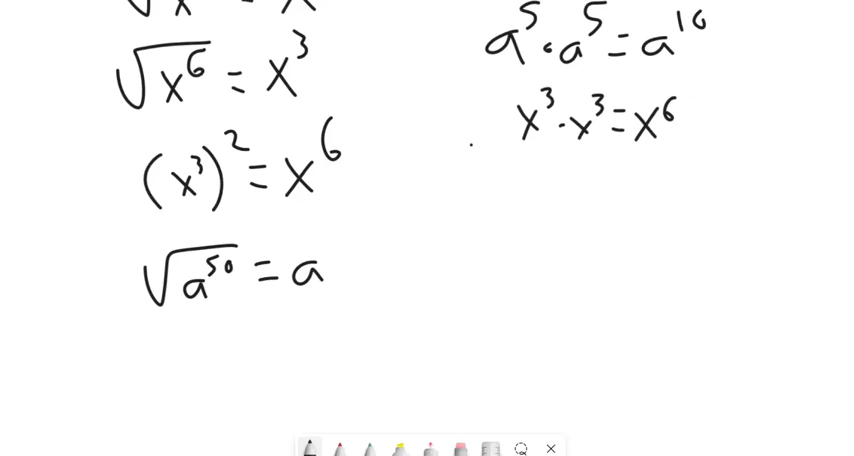 √x⁶ = x³
(x³)² = x⁶
√a⁵⁰ = a
a⁵ · a⁵ = a¹⁰
x³ · x³ = x⁶